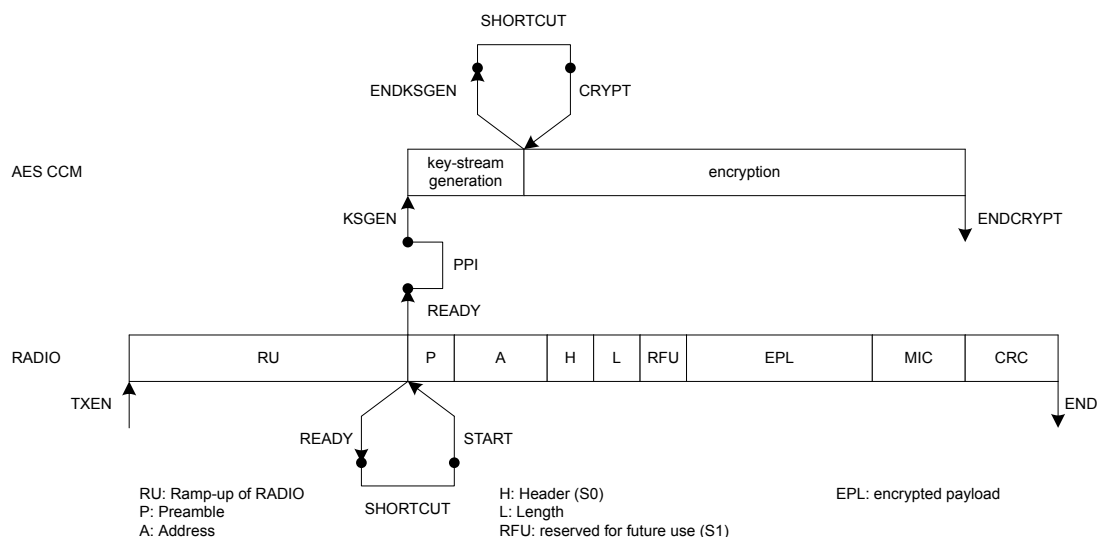 SHORTCUT
ENDKSGEN
CRYPT
AES CCM
key-stream
generation
encryption
KSGEN
ENDCRYPT
PPI
READY
RADIO
RU
P
A
H
L
RFU
EPL
MIC
CRC
TXEN
END
READY
START
SHORTCUT
RU: Ramp-up of RADIO
P: Preamble
A: Address
H: Header (S0)
L: Length
RFU: reserved for future use (S1)
EPL: encrypted payload